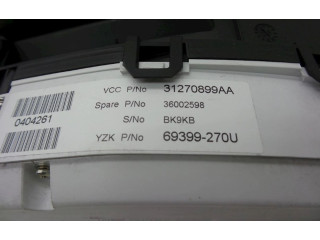 VCC P/No 31270899AA
Spare P/No 36002598
0404261
S/No BK9KB
YZK P/No 69399-270U